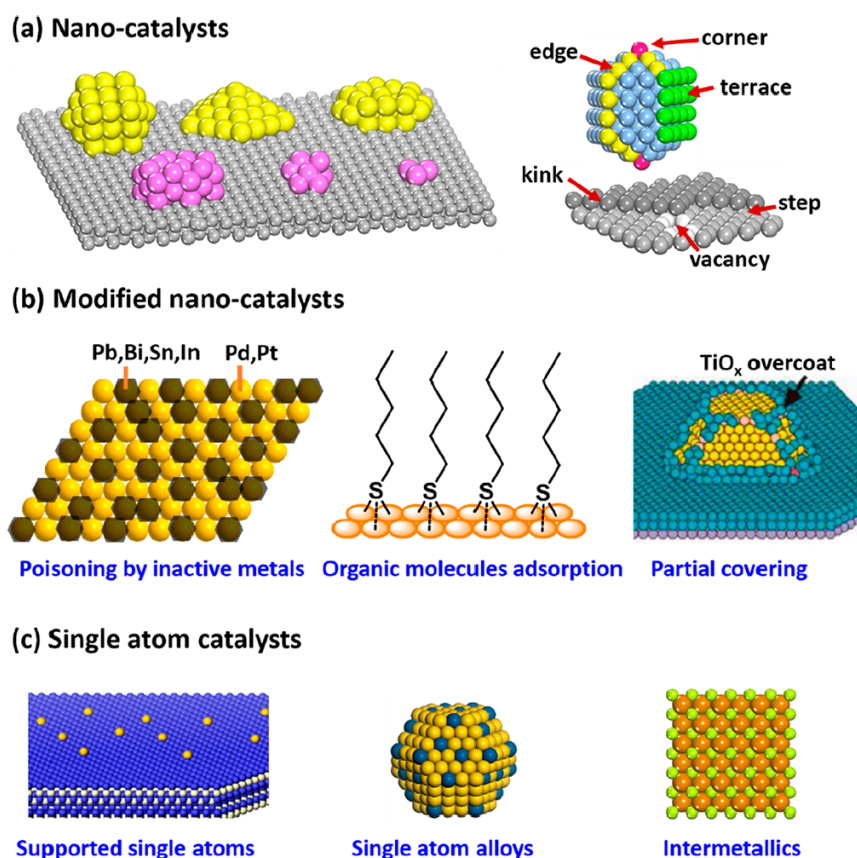 (a) Nano-catalysts
corner
edge
terrace
kink
step
vacancy
(b) Modified nano-catalysts
Pb,Bi,Sn,In
Pd,Pt
TiOₓ overcoat
S
S
S
S
Poisoning by inactive metals
Organic molecules adsorption
Partial covering
(c) Single atom catalysts
Supported single atoms
Single atom alloys
Intermetallics